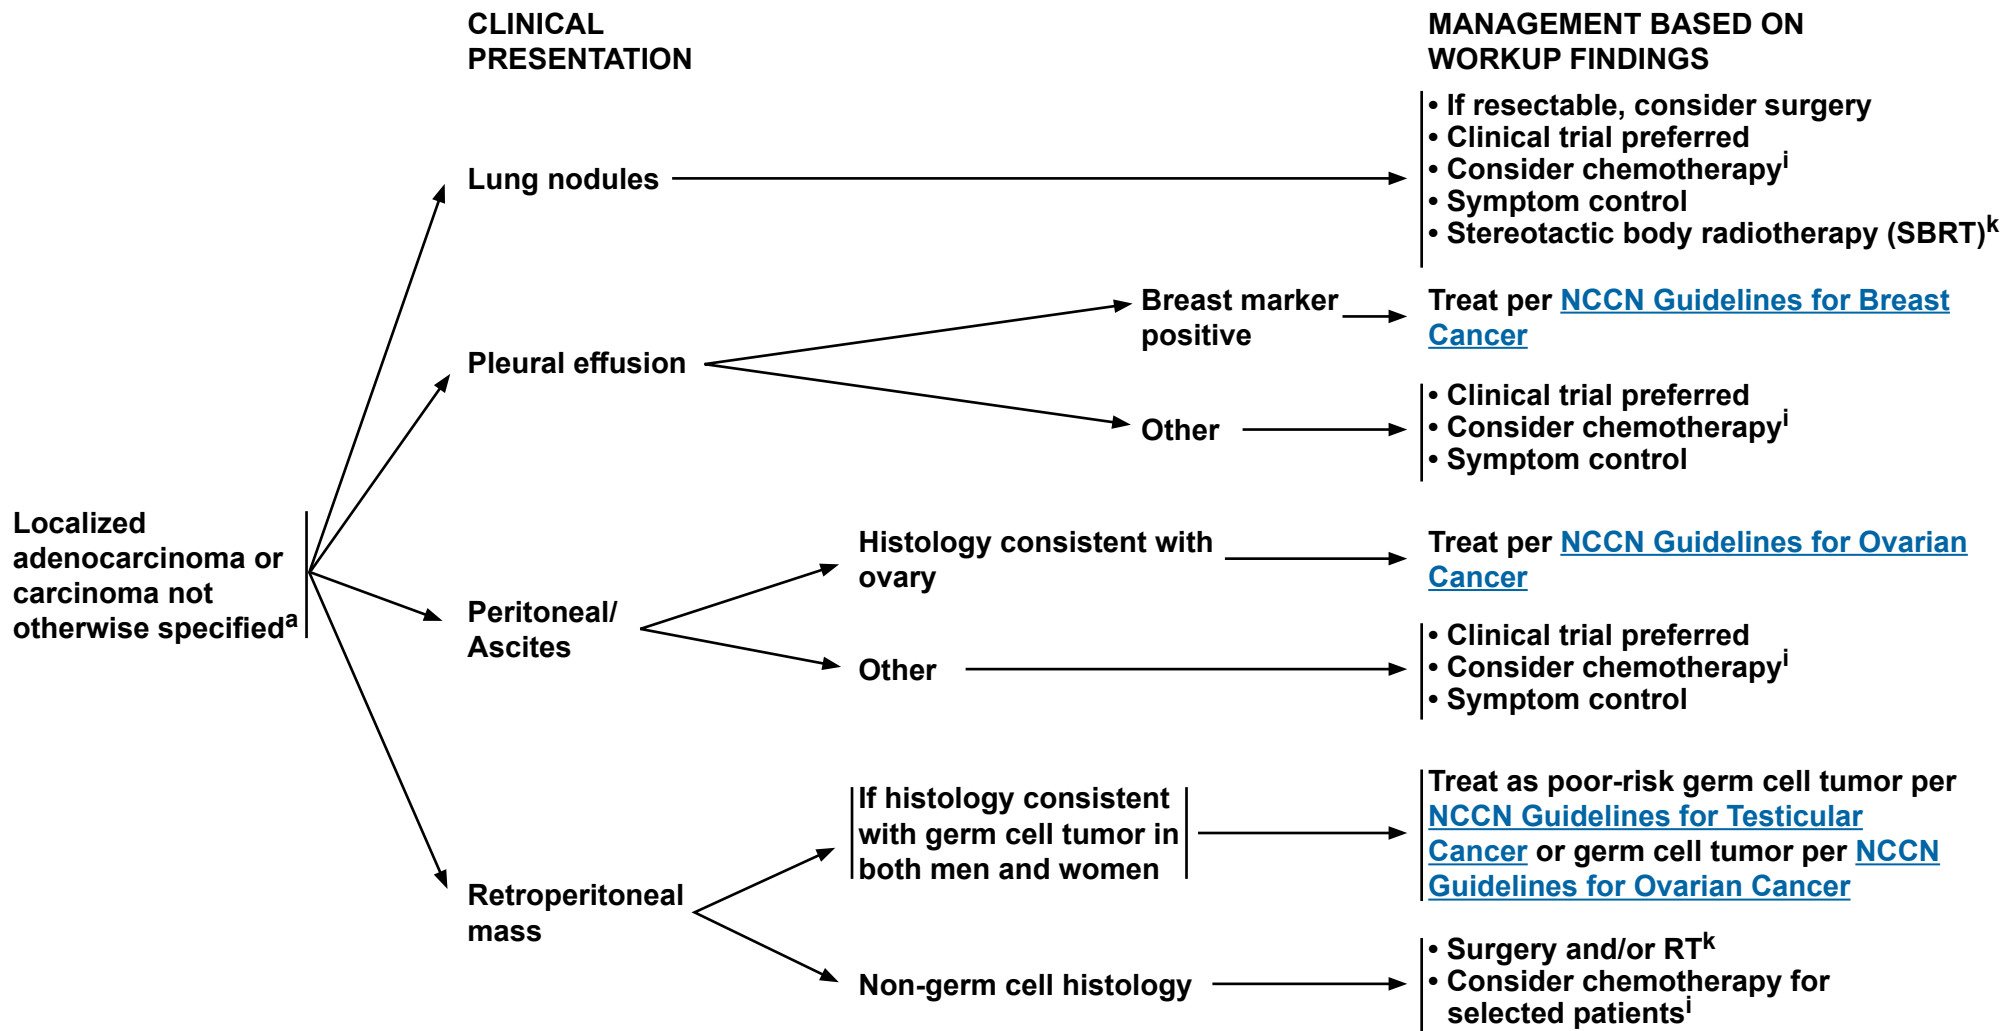 CLINICAL
PRESENTATION
MANAGEMENT BASED ON
WORKUP FINDINGS
Localized
adenocarcinoma or
carcinoma not
otherwise specifiedᵃ
Lung nodules
• If resectable, consider surgery
• Clinical trial preferred
• Consider chemotherapyʲ
• Symptom control
• Stereotactic body radiotherapy (SBRT)ᵏ
Pleural effusion
Breast marker
positive
Treat per NCCN Guidelines for Breast
Cancer
Other
• Clinical trial preferred
• Consider chemotherapyʲ
• Symptom control
Peritoneal/
Ascites
Histology consistent with
ovary
Treat per NCCN Guidelines for Ovarian
Cancer
Other
• Clinical trial preferred
• Consider chemotherapyʲ
• Symptom control
Retroperitoneal
mass
If histology consistent
with germ cell tumor in
both men and women
Treat as poor-risk germ cell tumor per
NCCN Guidelines for Testicular
Cancer or germ cell tumor per NCCN
Guidelines for Ovarian Cancer
Non-germ cell histology
• Surgery and/or RTᵏ
• Consider chemotherapy for
selected patientsʲ